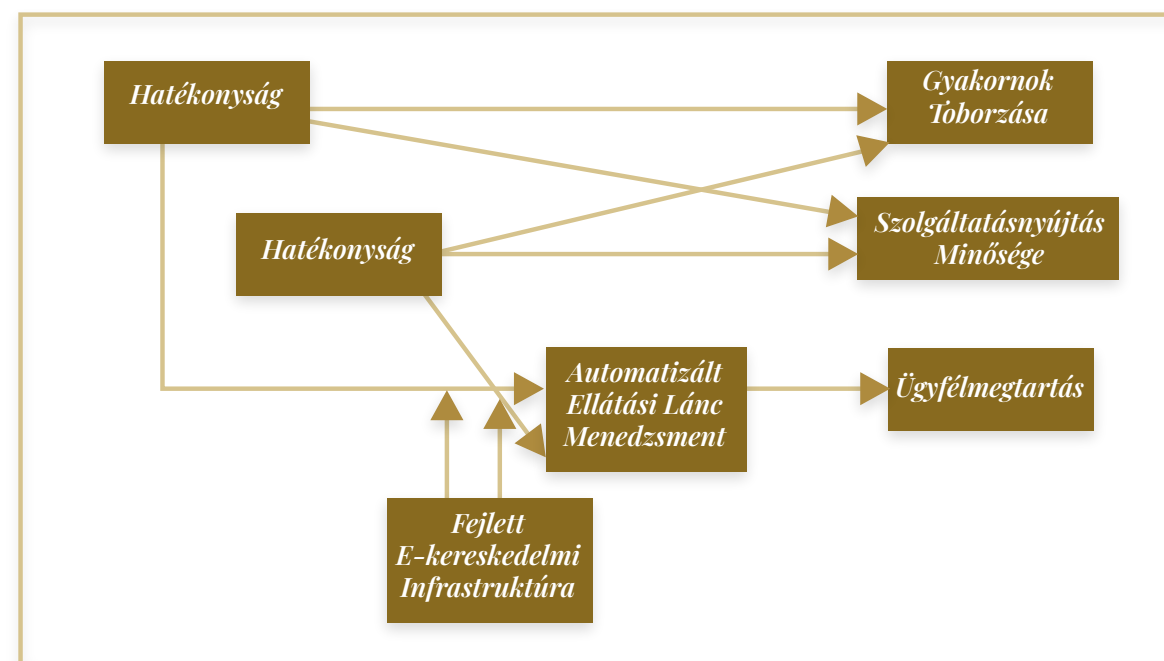 Hatékonyság
Gyakornok
Toborzása
Hatékonyság
Szolgáltatásnyújtás
Minősége
Automatizált
Ellátási Lánc
Menedzsment
Ügyfélmegtartás
Fejlett
E-kereskedelmi
Infrastruktúra